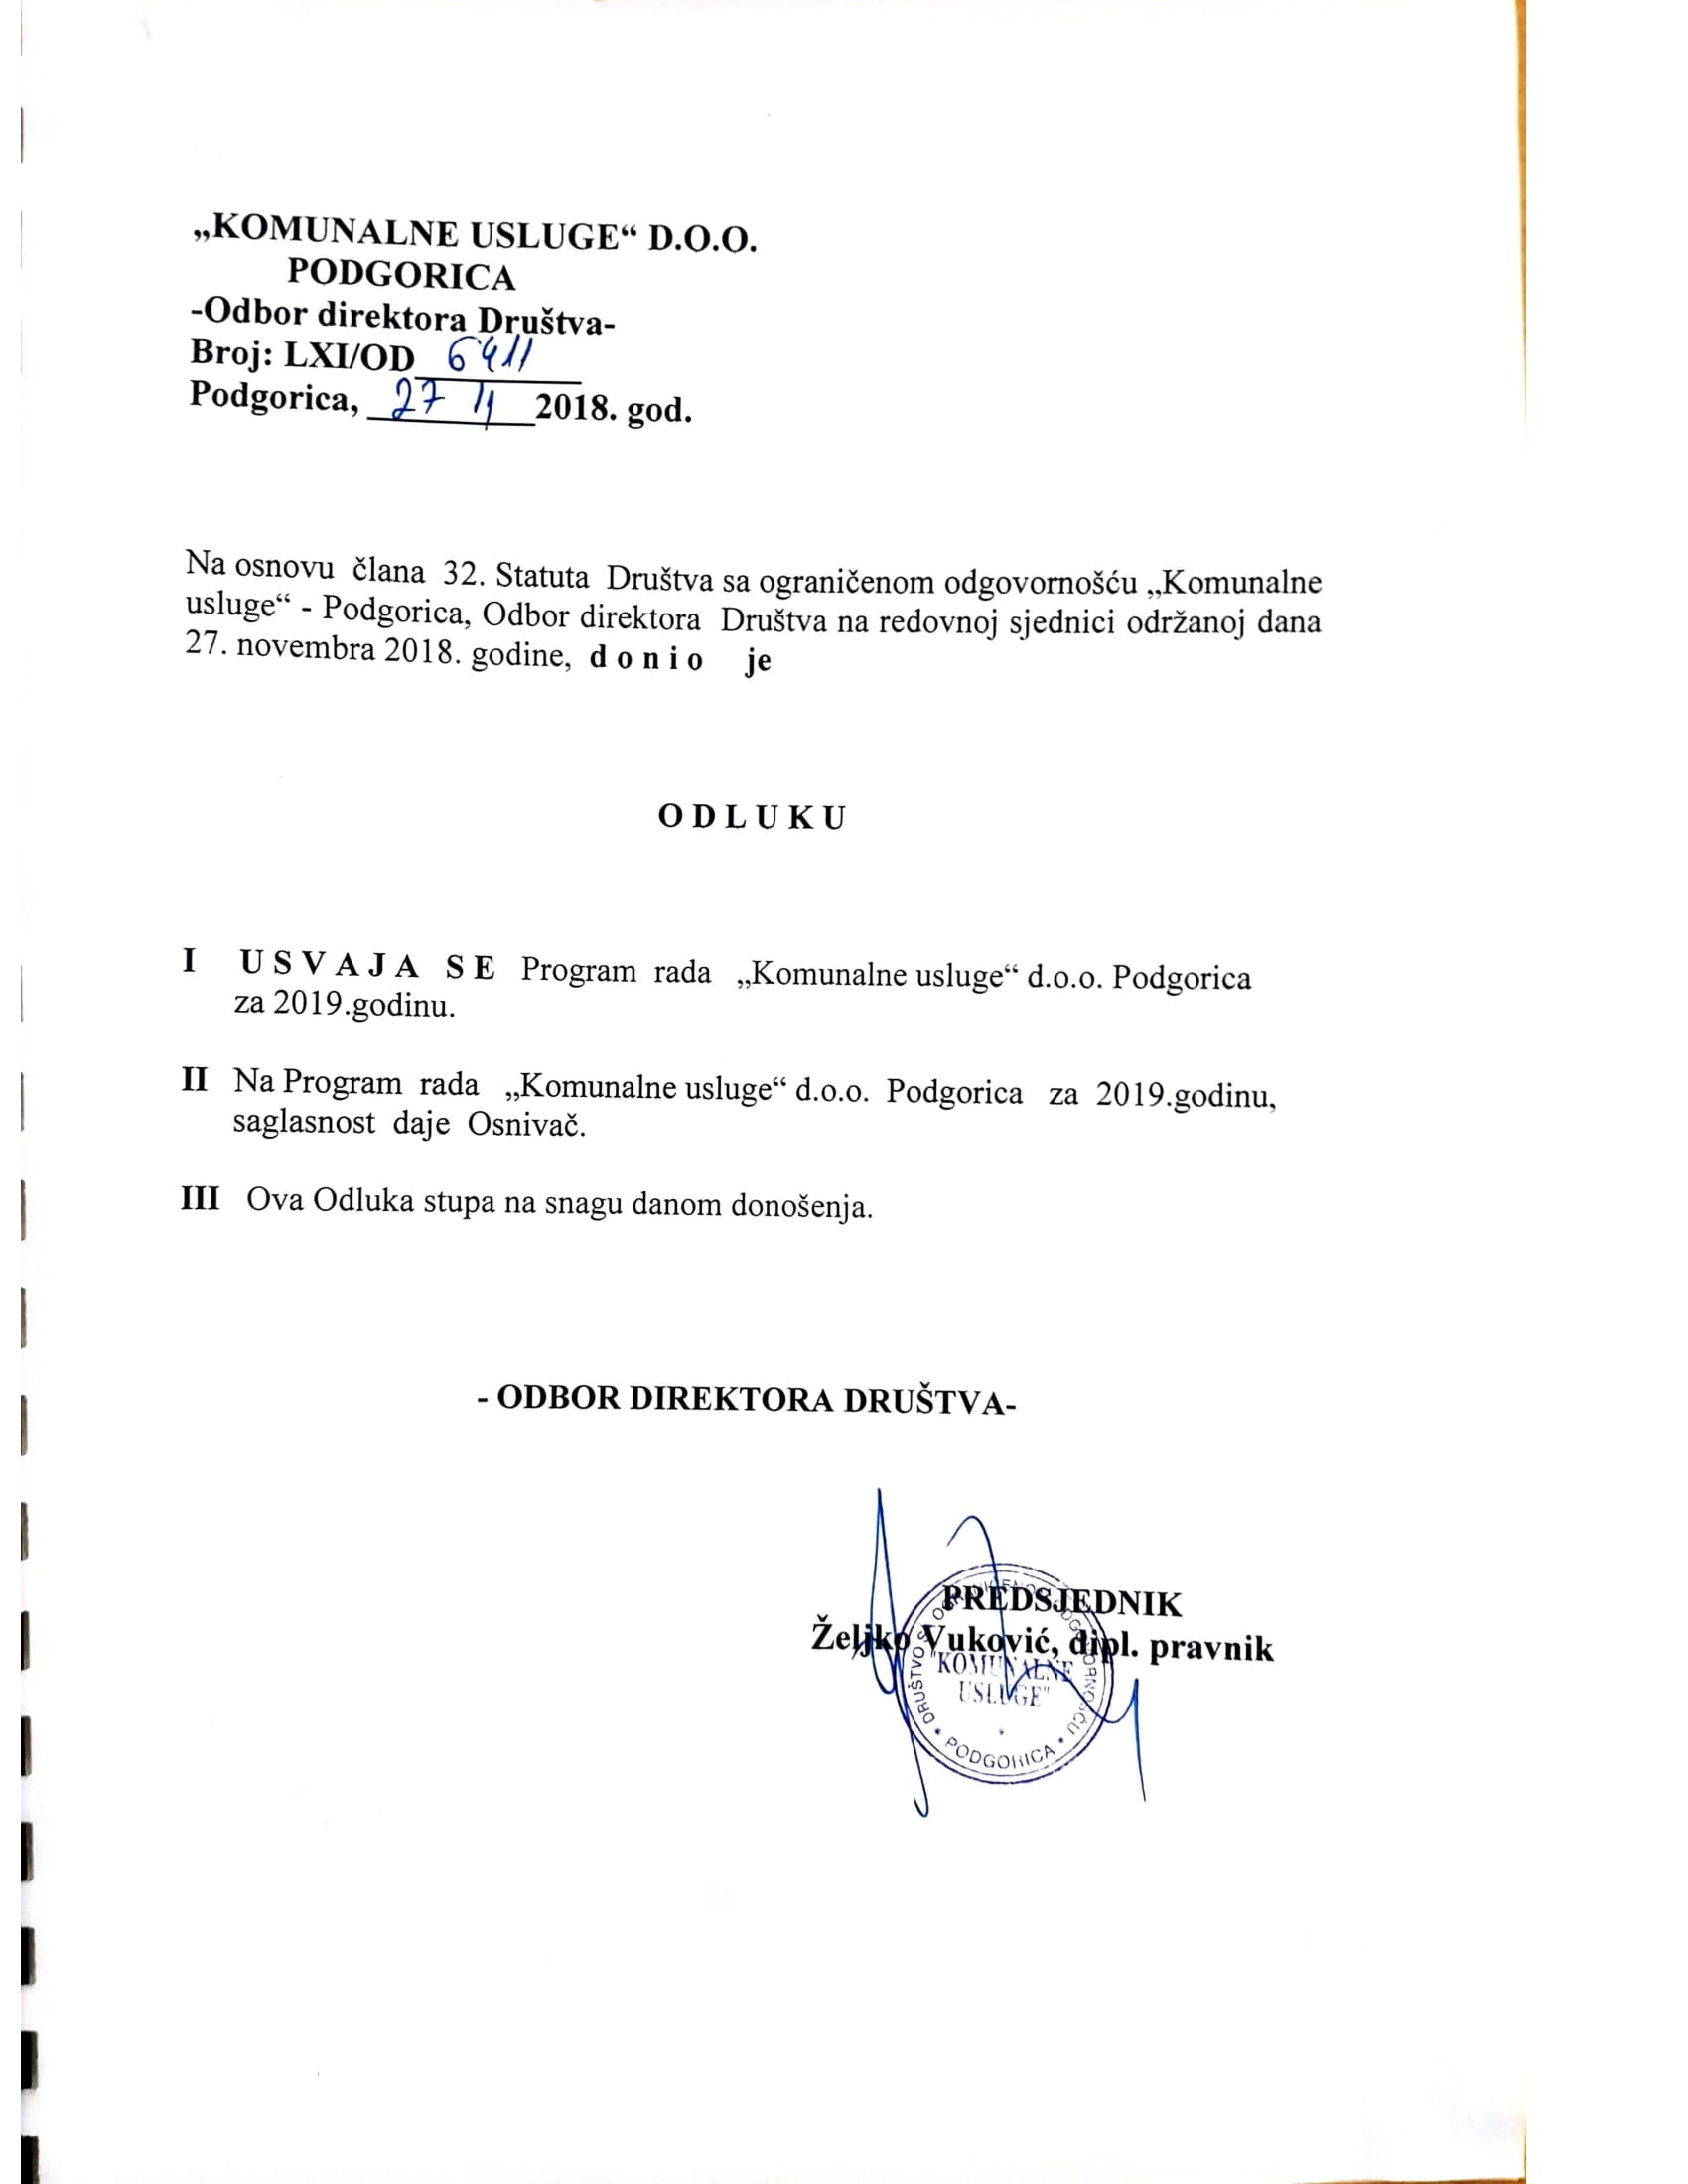 „KOMUNALNE USLUGE“ D.O.O.
PODGORICA
-Odbor direktora Društva-
Broj: LXI/OD 6411
Podgorica, 27 11 2018. god.
Na osnovu člana 32. Statuta Društva sa ograničenom odgovornošću „Komunalne
usluge“ - Podgorica, Odbor direktora Društva na redovnoj sjednici održanoj dana
27. novembra 2018. godine, d o n i o je
O D L U K U
I U S V A J A S E Program rada „Komunalne usluge“ d.o.o. Podgorica
za 2019.godinu.
II Na Program rada „Komunalne usluge“ d.o.o. Podgorica za 2019.godinu,
saglasnost daje Osnivač.
III Ova Odluka stupa na snagu danom donošenja.
- ODBOR DIREKTORA DRUŠTVA-
PREDSJEDNIK
Željko Vuković, dipl. pravnik
DRUŠTVO SA OGRANIČENOM ODGOVORNOŠĆU
"KOMUNALNE
USLUGE"
* PODGORICA *